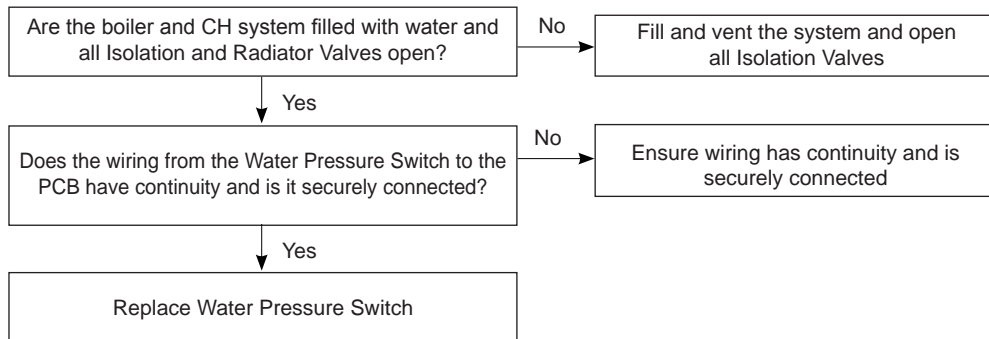 Are the boiler and CH system filled with water and
all Isolation and Radiator Valves open?
No
Fill and vent the system and open
all Isolation Valves
Yes
Does the wiring from the Water Pressure Switch to the
PCB have continuity and is it securely connected?
No
Ensure wiring has continuity and is
securely connected
Yes
Replace Water Pressure Switch